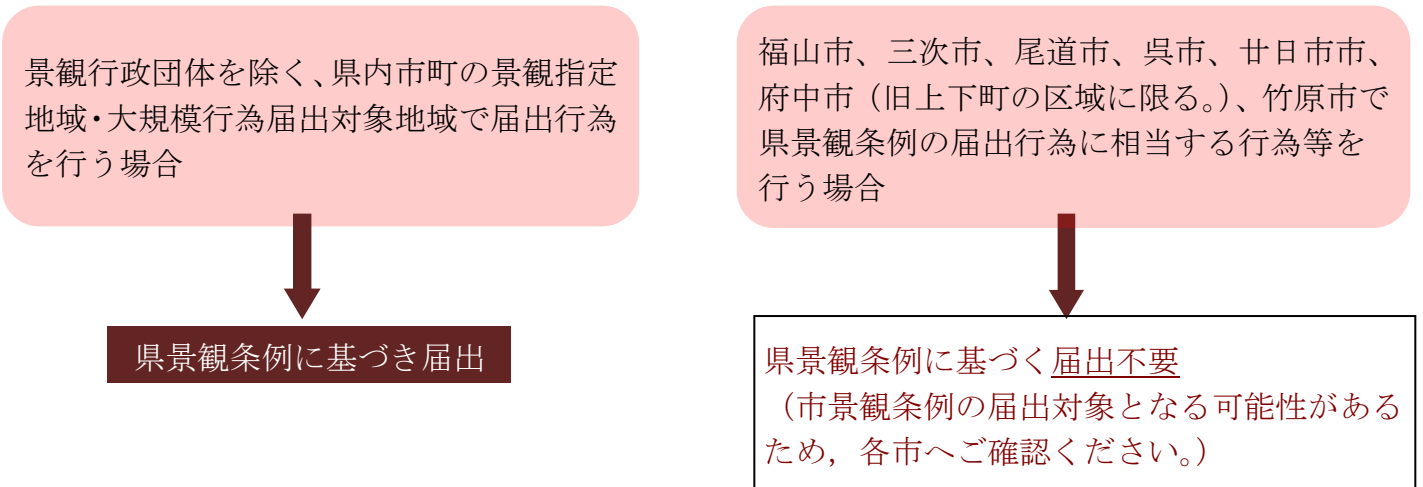 景観行政団体を除く、県内市町の景観指定
地域・大規模行為届出対象地域で届出行為
を行う場合
県景観条例に基づき届出
福山市、三次市、尾道市、呉市、廿日市市、
府中市（旧上下町の区域に限る。）、竹原市で
県景観条例の届出行為に相当する行為等を
行う場合
県景観条例に基づく届出不要
（市景観条例の届出対象となる可能性がある
ため，各市へご確認ください。）